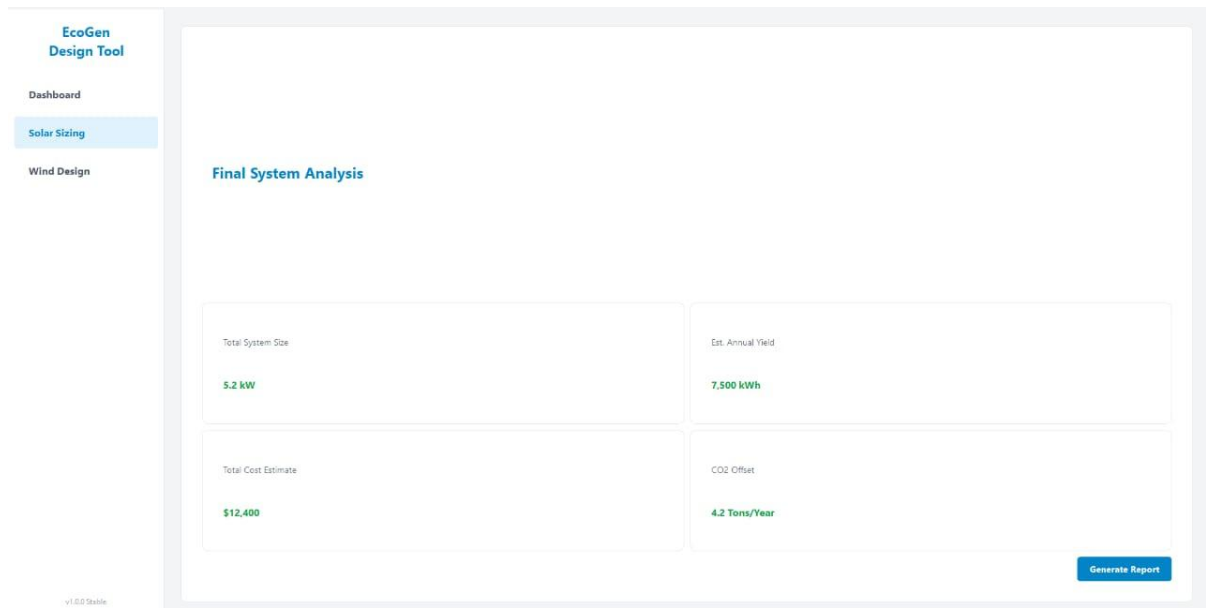 EcoGen
Design Tool
Dashboard
Solar Sizing
Wind Design
v1.0.0 Stable
Final System Analysis
Total System Size
5.2 kW
Est. Annual Yield
7,500 kWh
Total Cost Estimate
$12,400
CO2 Offset
4.2 Tons/Year
Generate Report